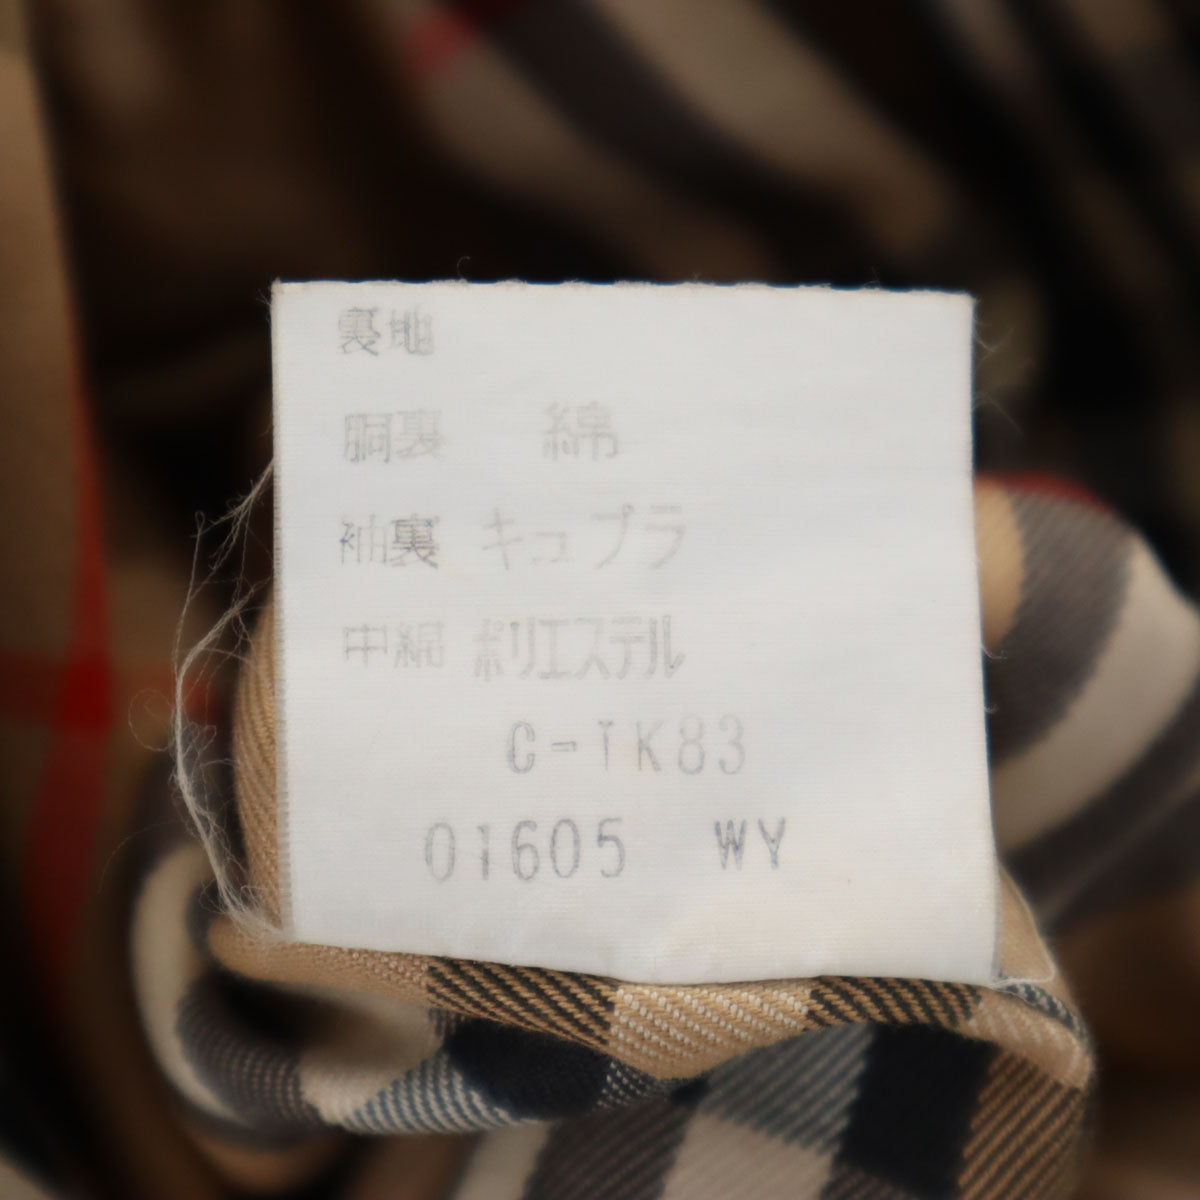 裏地
胴裏 綿
袖裏 キュプラ
中綿 ポリエステル
C-TK83
01605 WY